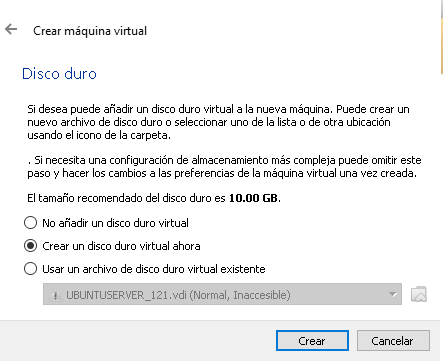 Crear máquina virtual
Disco duro
Si desea puede añadir un disco duro virtual a la nueva máquina. Puede crear un
nuevo archivo de disco duro o seleccionar uno de la lista o de otra ubicación
usando el icono de la carpeta.
. Si necesita una configuración de almacenamiento más compleja puede omitir este
paso y hacer los cambios a las preferencias de la máquina virtual una vez creada.
El tamaño recomendado del disco duro es 10.00 GB.
No añadir un disco duro virtual
Crear un disco duro virtual ahora
Usar un archivo de disco duro virtual existente
UBUNTUSERVER_121.vdi (Normal, Inaccesible)
Crear
Cancelar